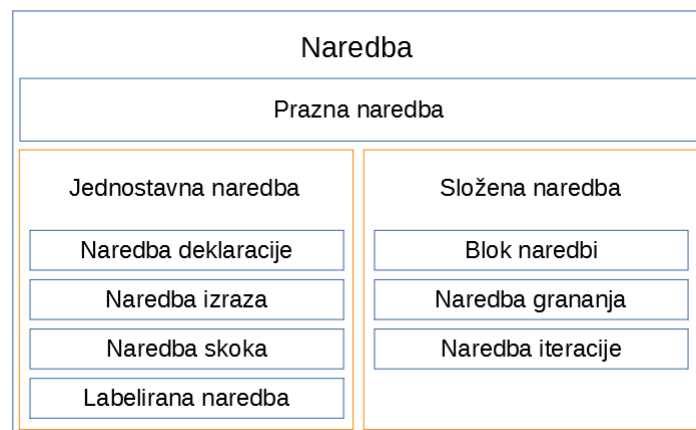 Naredba
Prazna naredba
Jednostavna naredba
Naredba deklaracije
Naredba izraza
Naredba skoka
Labelirana naredba
Složena naredba
Blok naredbi
Naredba grananja
Naredba iteracije